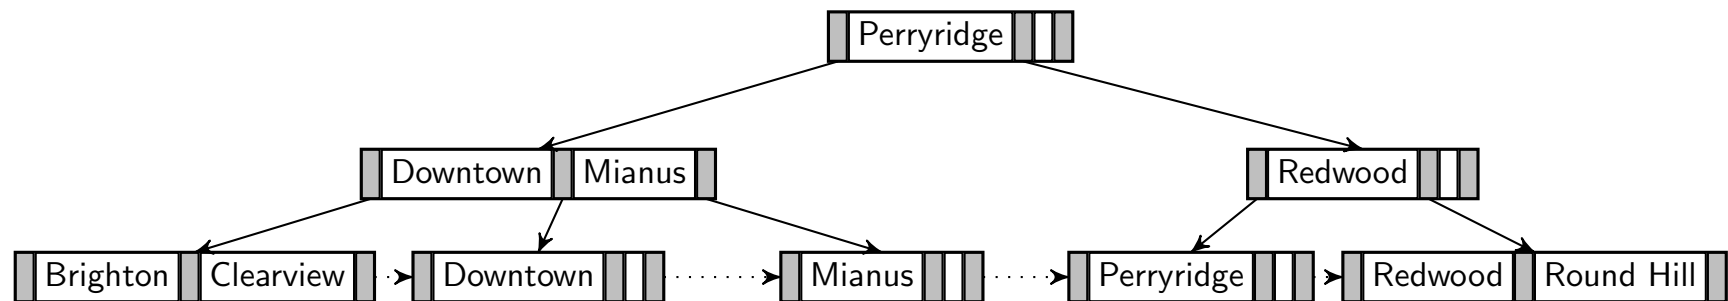 Perryridge
Downtown Mianus Redwood
Brighton Clearview Downtown Mianus Perryridge Redwood Round Hill